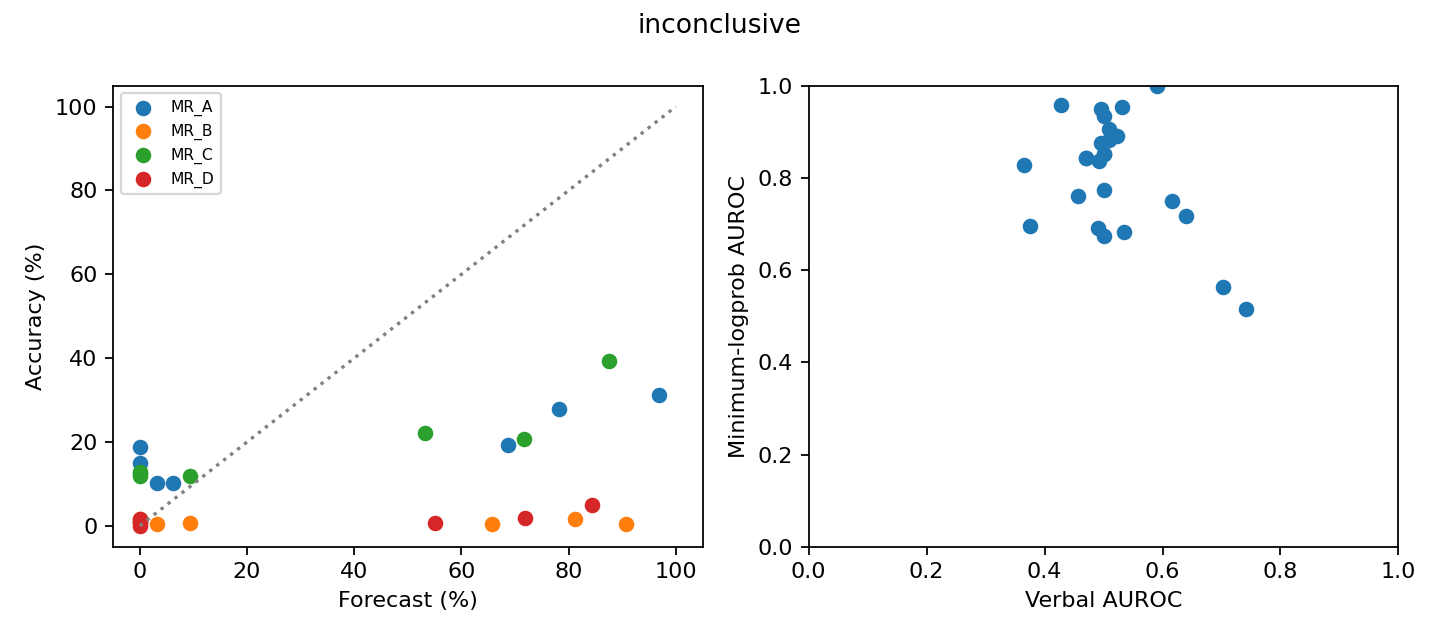 inconclusive
MR_A
MR_B
MR_C
MR_D
Accuracy (%)
100
80
60
40
20
0
0 20 40 60 80 100
Forecast (%)
Minimum-logprob AUROC
1.0
0.8
0.6
0.4
0.2
0.0
0.0 0.2 0.4 0.6 0.8 1.0
Verbal AUROC